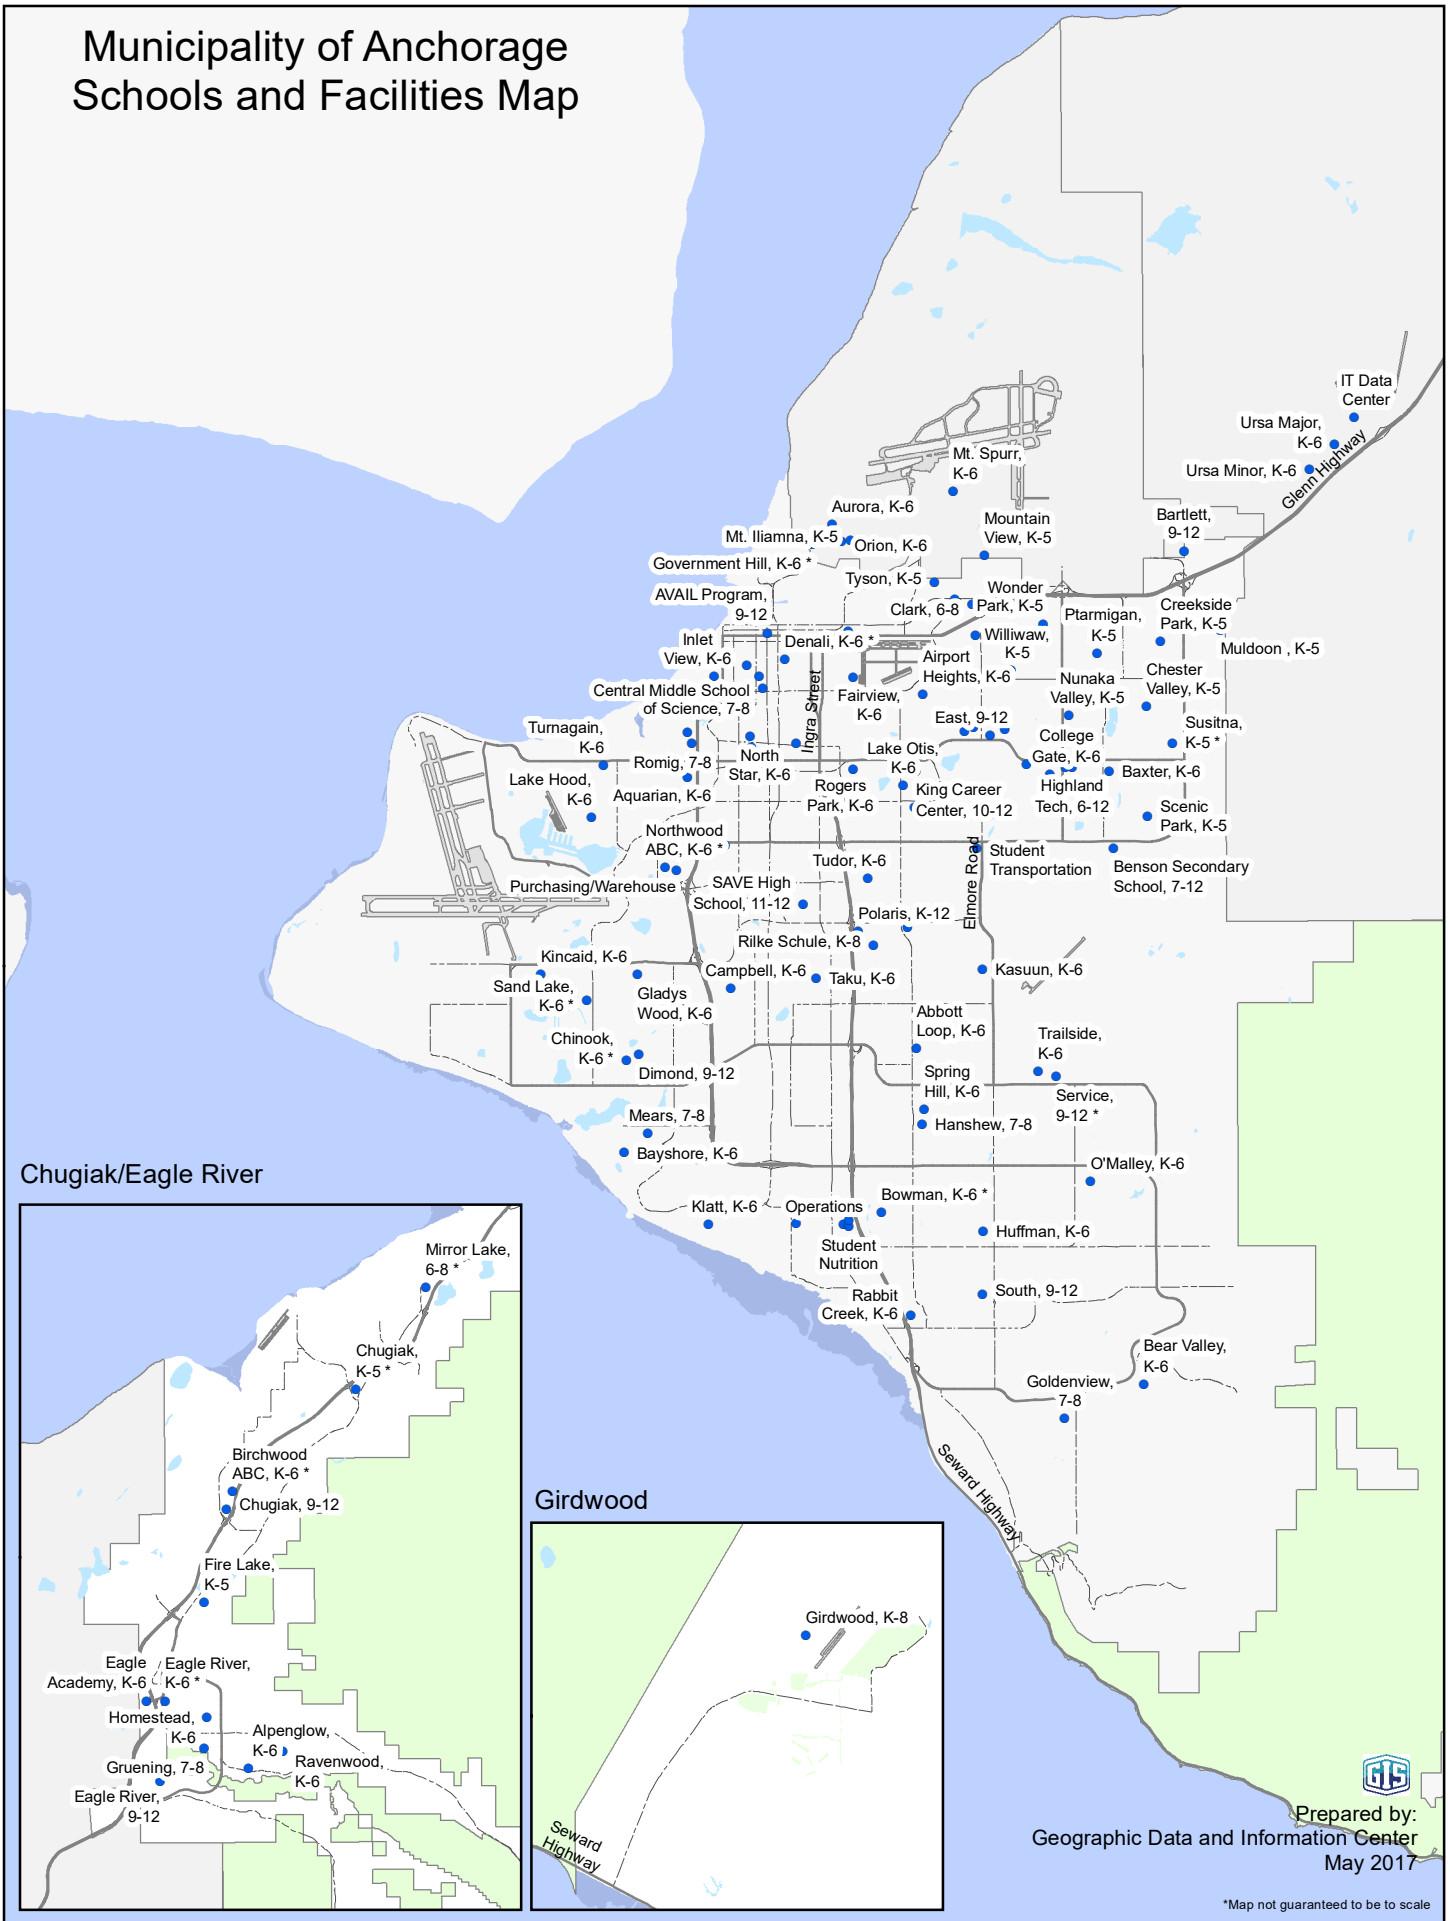 Municipality of Anchorage
Schools and Facilities Map
IT Data
Center
Ursa Major,
K-6
Ursa Minor, K-6
Glenn Highway
Mt. Spurr,
K-6
Aurora, K-6
Mountain
View, K-5
Bartlett,
9-12
Mt. Iliamna, K-5
Orion, K-6
Government Hill, K-6 *
Tyson, K-5
Wonder
Park, K-5
AVAIL Program,
9-12
Clark, 6-8
Ptarmigan,
K-5
Creekside
Park, K-5
Inlet
View, K-6
Denali, K-6 *
Williwaw,
K-5
Muldoon , K-5
Airport
Heights, K-6
Chester
Valley, K-5
Nunaka
Valley, K-5
Central Middle School
of Science, 7-8
Ingra Street
Fairview,
K-6
East, 9-12
Susitna,
K-5 *
Turnagain,
K-6
Romig, 7-8
North
Star, K-6
Lake Otis,
K-6
College
Gate, K-6
Baxter, K-6
Lake Hood,
K-6
Aquarian, K-6
Rogers
Park, K-6
King Career
Center, 10-12
Highland
Tech, 6-12
Scenic
Park, K-5
Northwood
ABC, K-6 *
Tudor, K-6
Elmore Road
Student
Transportation
Benson Secondary
School, 7-12
Purchasing/Warehouse
SAVE High
School, 11-12
Polaris, K-12
Rilke Schule, K-8
Kincaid, K-6
Campbell, K-6
Taku, K-6
Kasuun, K-6
Sand Lake,
K-6 *
Gladys
Wood, K-6
Abbott
Loop, K-6
Trailside,
K-6
Chinook,
K-6 *
Dimond, 9-12
Spring
Hill, K-6
Service,
9-12 *
Mears, 7-8
Hanshew, 7-8
Bayshore, K-6
O'Malley, K-6
Klatt, K-6
Operations
Bowman, K-6 *
Student
Nutrition
Huffman, K-6
Rabbit
Creek, K-6
South, 9-12
Bear Valley,
K-6
Goldenview,
7-8
Seward Highway
Chugiak/Eagle River
Mirror Lake,
6-8 *
Chugiak,
K-5 *
Birchwood
ABC, K-6 *
Chugiak, 9-12
Fire Lake,
K-5
Eagle
Academy, K-6
Eagle River,
K-6 *
Homestead,
K-6
Alpenglow,
K-6
Gruening, 7-8
Ravenwood,
K-6
Eagle River,
9-12
Girdwood
Girdwood, K-8
Seward
Highway
GIS
Prepared by:
Geographic Data and Information Center
May 2017
*Map not guaranteed to be to scale